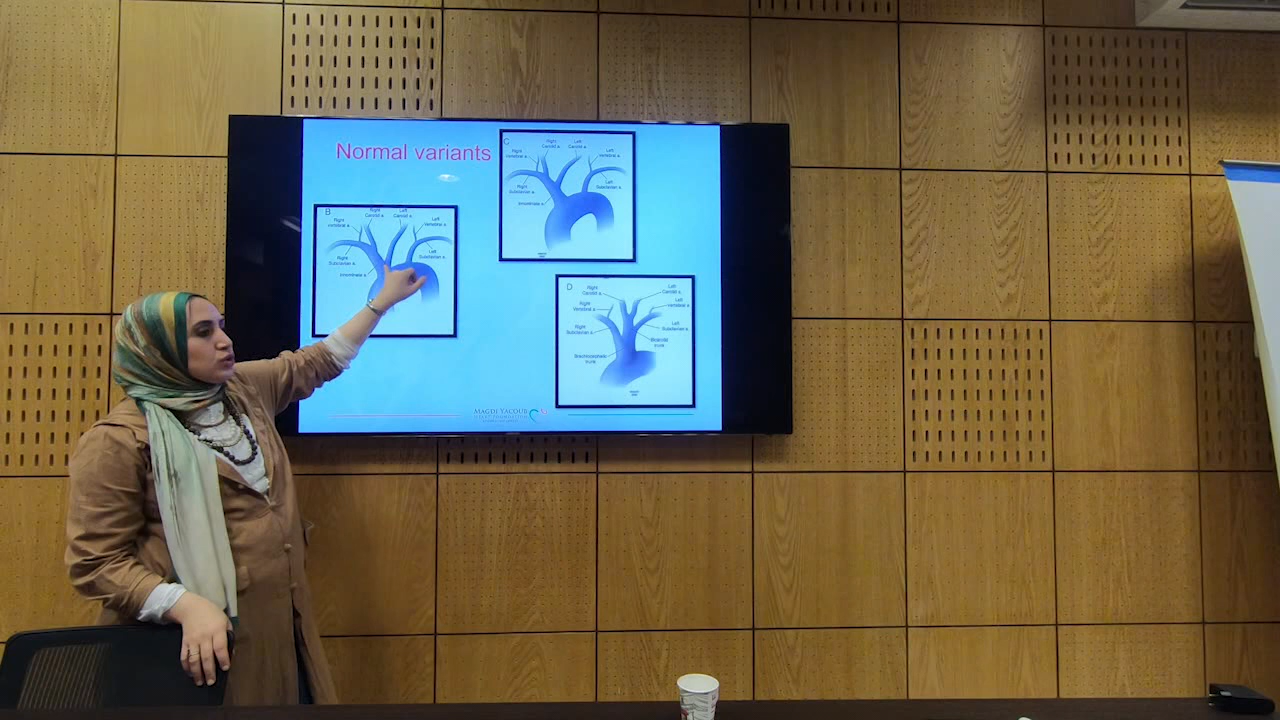 Normal variants
B
Right
Carotid a.
Left
Carotid a.
Right
Vertebral a.
Left
Vertebral a.
Right
Subclavian a.
Left
Subclavian a.
Innominate a.
C
Right
Carotid a.
Left
Carotid a.
Right
Vertebral a.
Left
Vertebral a.
Right
Subclavian a.
Left
Subclavian a.
Innominate a.
D
Right
Carotid a.
Left
Carotid a.
Right
Vertebral a.
Left
Vertebral a.
Right
Subclavian a.
Left
Subclavian a.
Bicarotid
trunk
Brachiocephalic
trunk
MAGDI YACOUB
HEART FOUNDATION